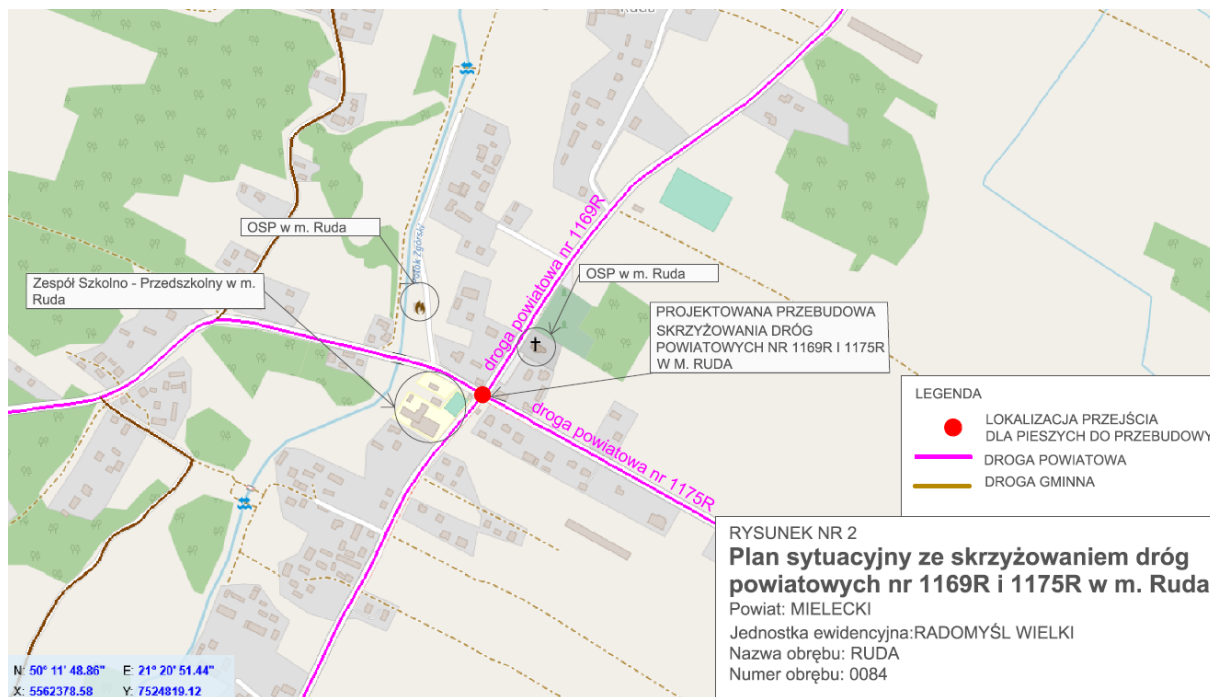 OSP w m. Ruda
Zespół Szkolno - Przedszkolny w m.
Ruda
OSP w m. Ruda
PROJEKTOWANA PRZEBUDOWA
SKRZYŻOWANIA DRÓG
POWIATOWYCH NR 1169R I 1175R
W M. RUDA
droga powiatowa nr 1169R
droga powiatowa nr 1175R
LEGENDA
LOKALIZACJA PRZEJŚCIA
DLA PIESZYCH DO PRZEBUDOWY
DROGA POWIATOWA
DROGA GMINNA
RYSUNEK NR 2
Plan sytuacyjny ze skrzyżowaniem dróg
powiatowych nr 1169R i 1175R w m. Ruda
Powiat: MIELECKI
Jednostka ewidencyjna:RADOMYŚL WIELKI
Nazwa obrębu: RUDA
Numer obrębu: 0084
N: 50° 11' 48.86" E: 21° 20' 51.44"
X: 5562378.58 Y: 7524819.12